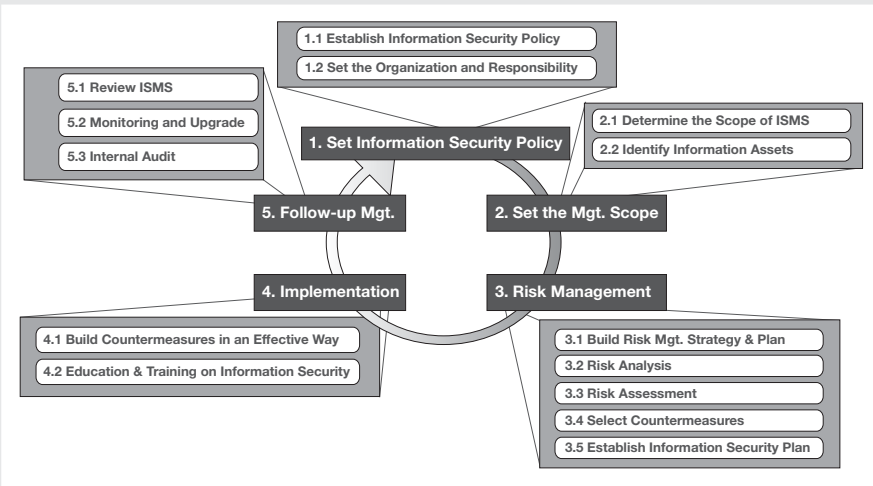 1.1 Establish Information Security Policy
1.2 Set the Organization and Responsibility
5.1 Review ISMS
5.2 Monitoring and Upgrade
5.3 Internal Audit
2.1 Determine the Scope of ISMS
2.2 Identify Information Assets
1. Set Information Security Policy
5. Follow-up Mgt.
2. Set the Mgt. Scope
4. Implementation
3. Risk Management
4.1 Build Countermeasures in an Effective Way
4.2 Education & Training on Information Security
3.1 Build Risk Mgt. Strategy & Plan
3.2 Risk Analysis
3.3 Risk Assessment
3.4 Select Countermeasures
3.5 Establish Information Security Plan